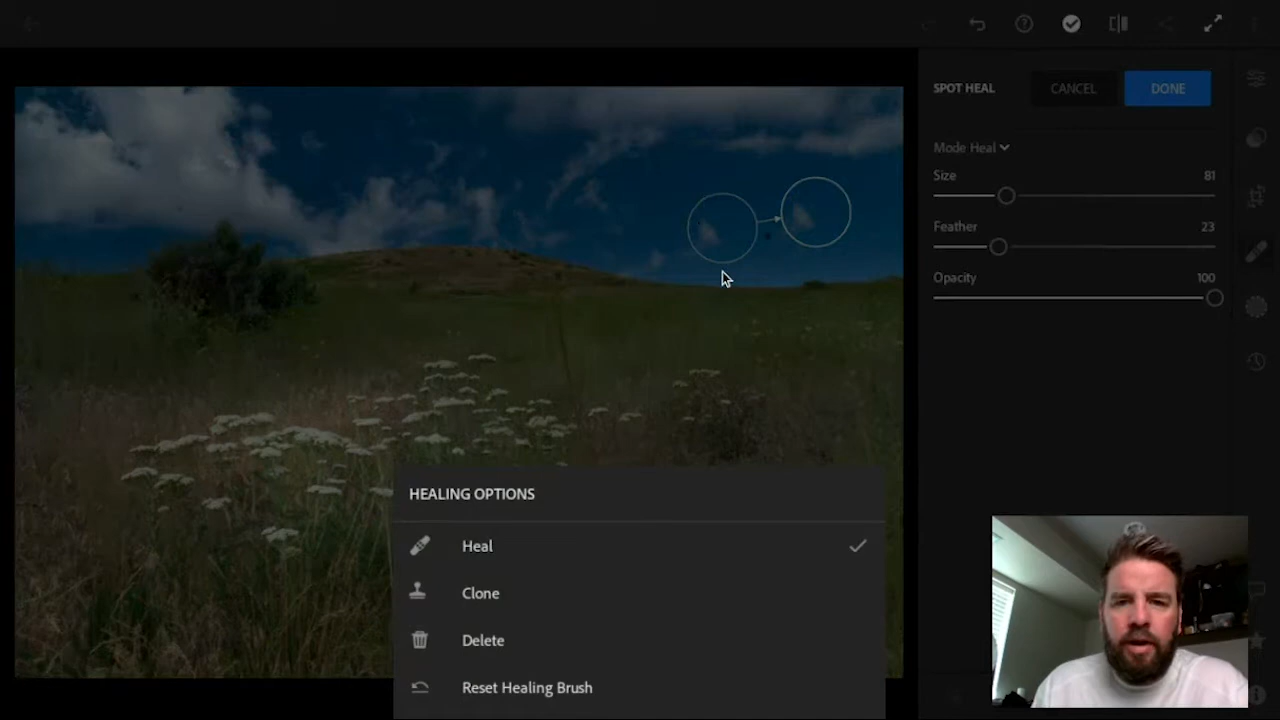 SPOT HEAL
CANCEL
DONE
Mode Heal
Size
81
Feather
23
Opacity
100
HEALING OPTIONS
Heal
Clone
Delete
Reset Healing Brush